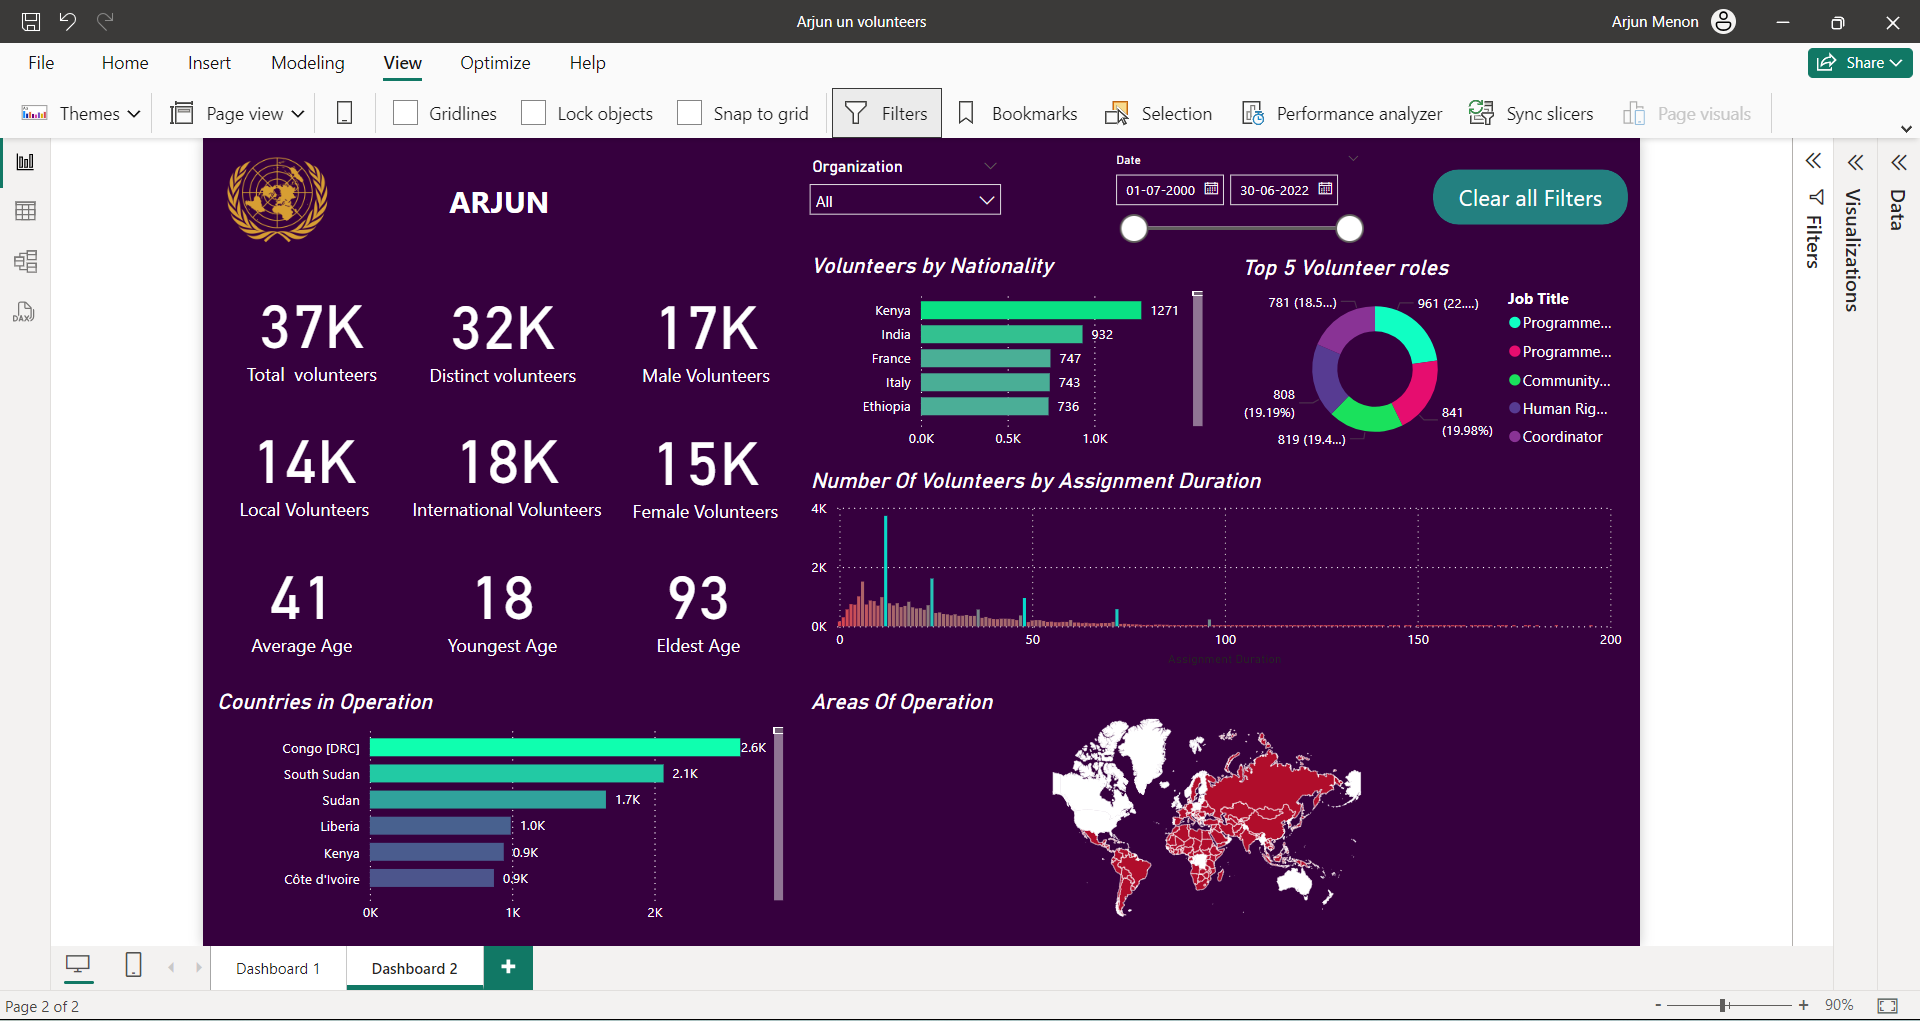 Arjun un volunteers
Arjun Menon
File Home Insert Modeling View Optimize Help
Share
Themes Page view Gridlines Lock objects Snap to grid Filters Bookmarks Selection Performance analyzer Sync slicers Page visuals
DAX
ARJUN
Organization
All
Date
01-07-2000 30-06-2022
Clear all Filters
37K
Total volunteers
32K
Distinct volunteers
17K
Male Volunteers
14K
Local Volunteers
18K
International Volunteers
15K
Female Volunteers
41
Average Age
18
Youngest Age
93
Eldest Age
Volunteers by Nationality
Kenya 1271
India 932
France 747
Italy 743
Ethiopia 736
0.0K 0.5K 1.0K
Top 5 Volunteer roles
781 (18.5...)
961 (22....)
808
(19.19%)
841
(19.98%)
819 (19.4...)
Job Title
Programme...
Programme...
Community...
Human Rig...
Coordinator
Number Of Volunteers by Assignment Duration
4K
2K
0K
0 50 100 150 200
Assignment Duration
Countries in Operation
Congo [DRC] 2.6K
South Sudan 2.1K
Sudan 1.7K
Liberia 1.0K
Kenya 0.9K
Côte d'Ivoire 0.9K
0K 1K 2K
Areas Of Operation
Filters
Visualizations
Data
Dashboard 1 Dashboard 2
Page 2 of 2
90%